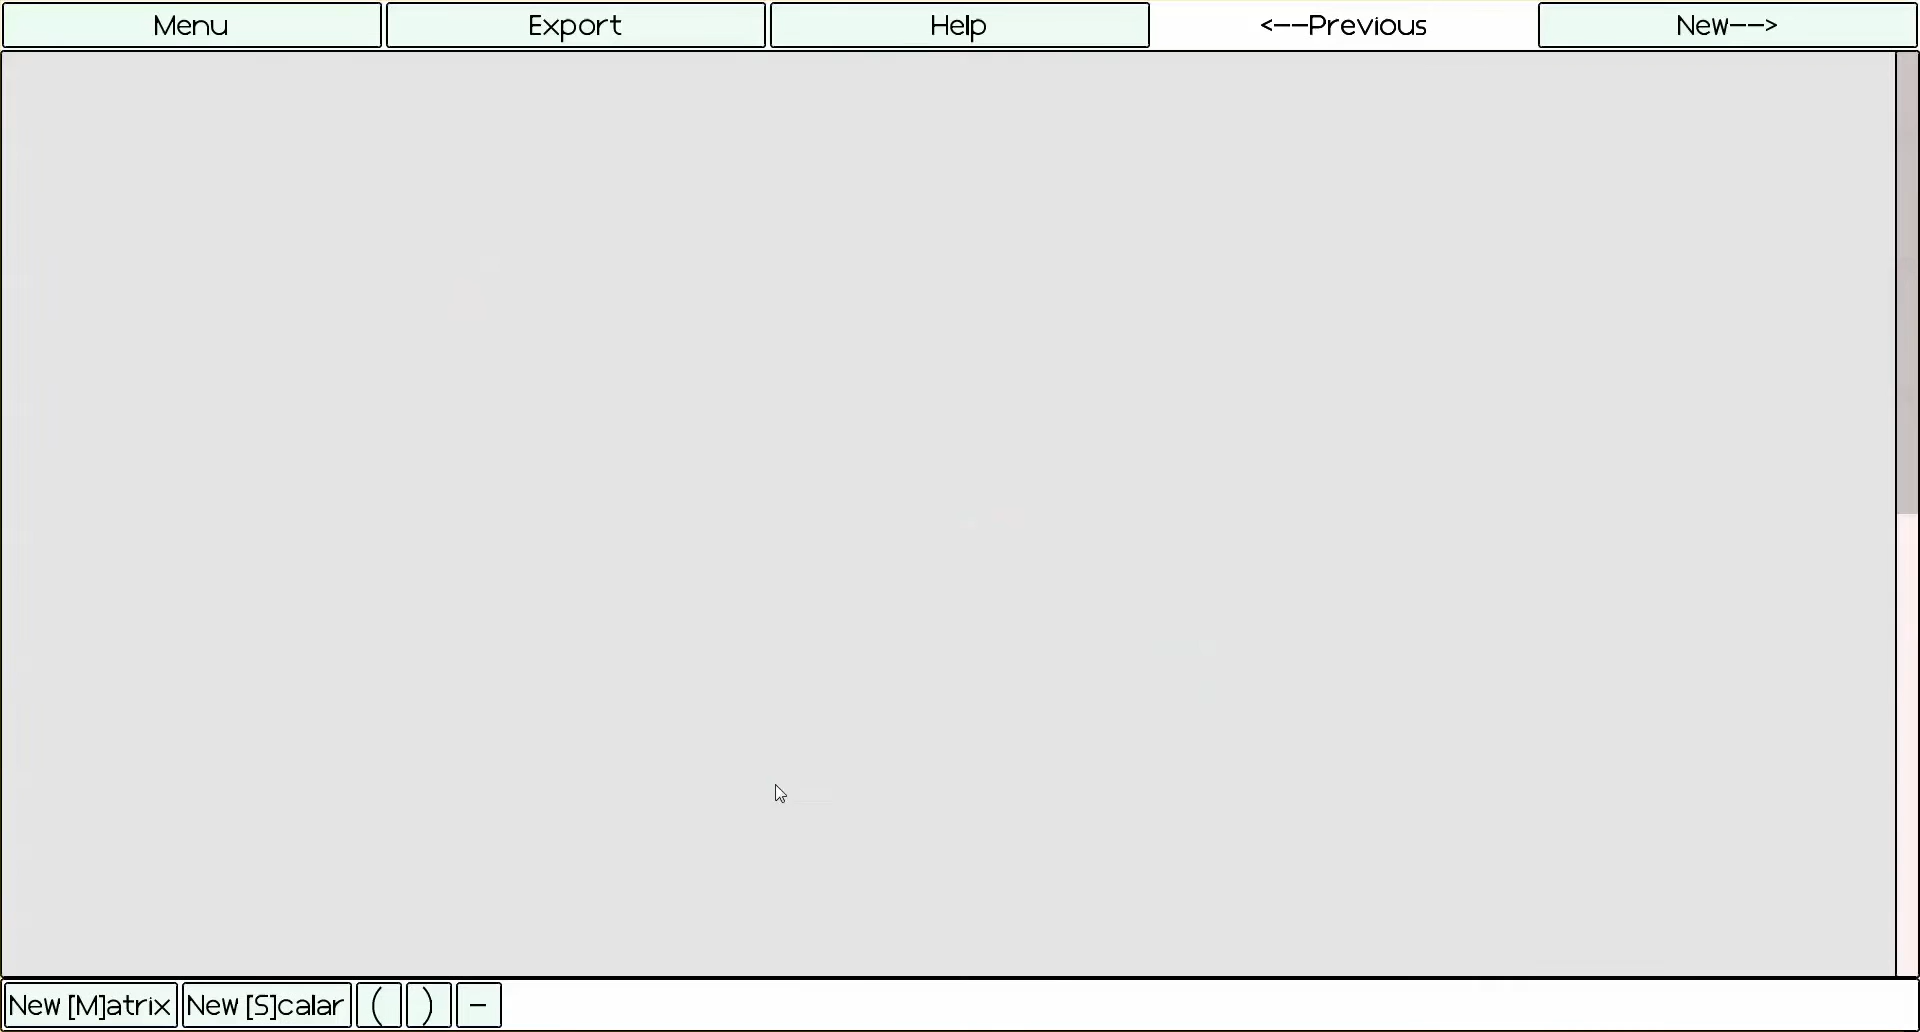 Menu Export Help <--Previous New-->
New [M]atrix New [S]calar ( ) -